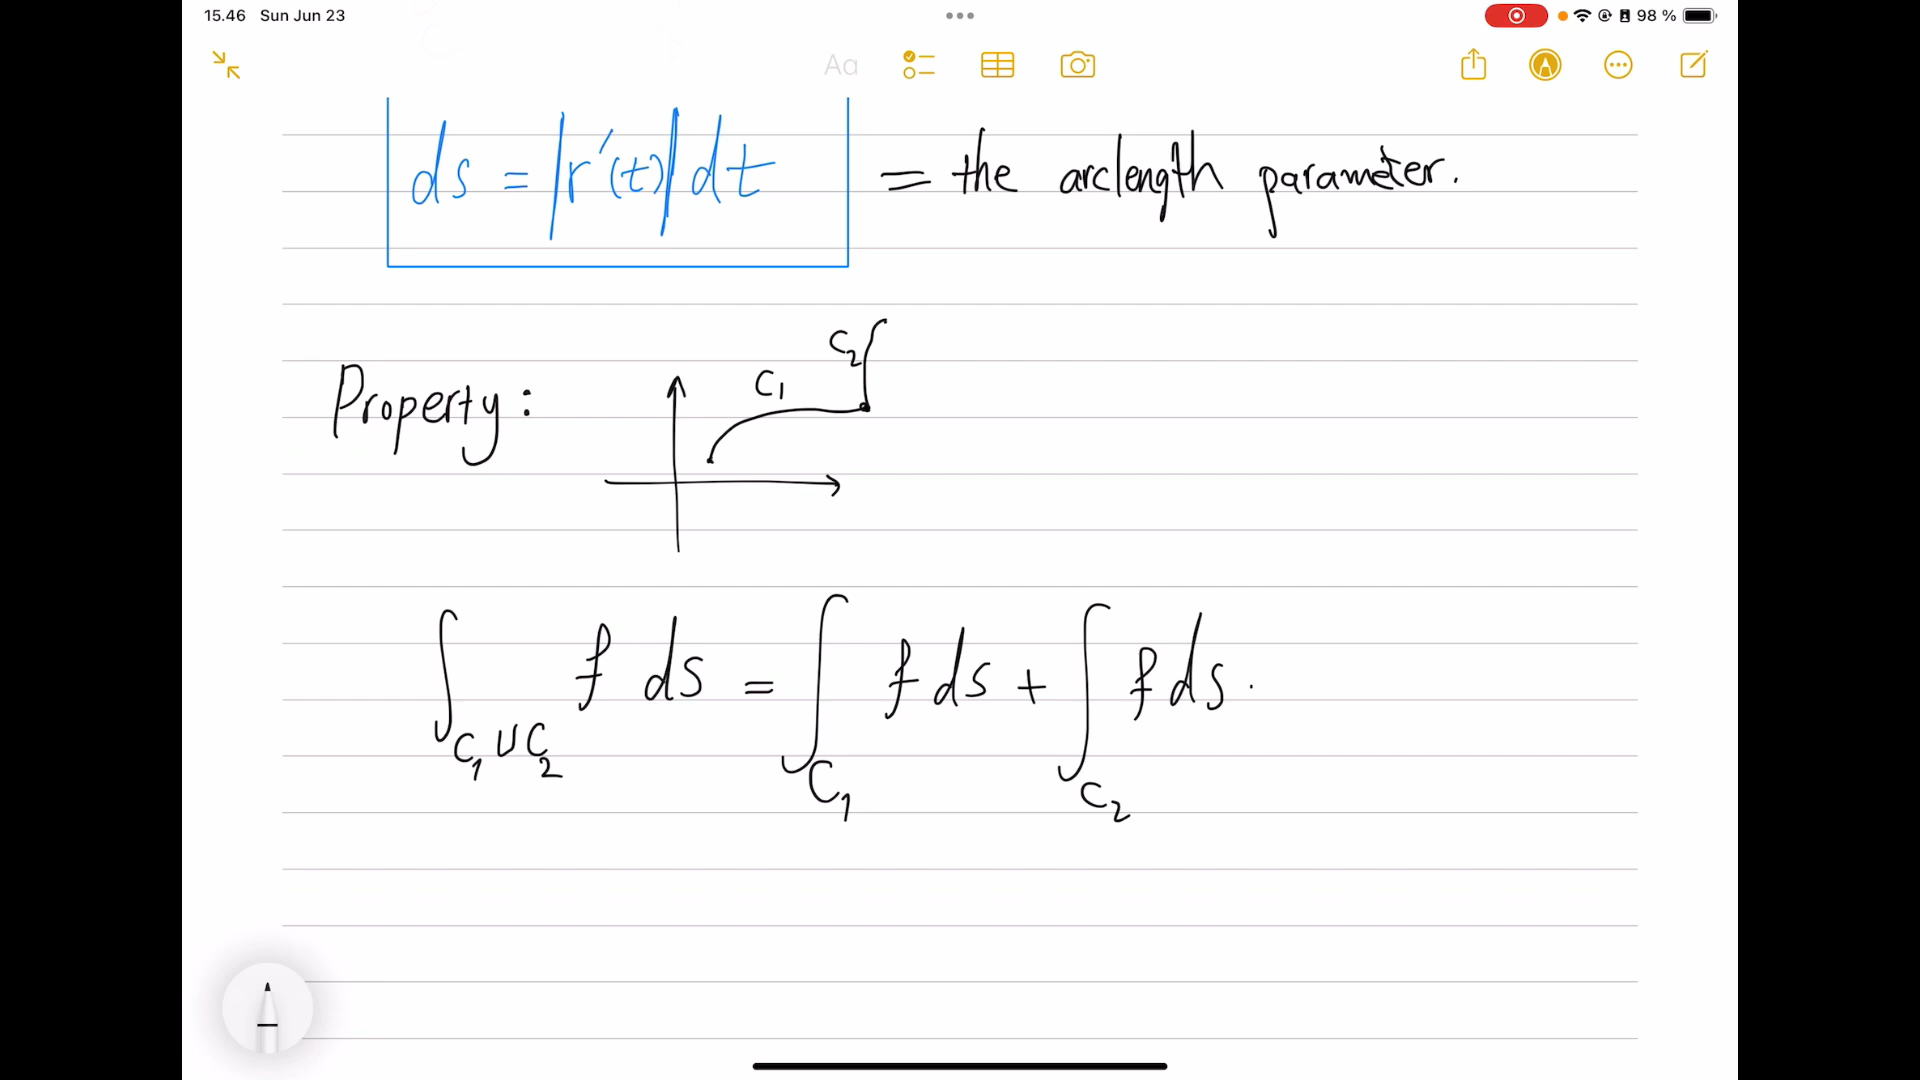 15.46 Sun Jun 23
98 %
Aa
ds = |r′(t)| dt = the arclength parameter.
C₂
C₁
Property:
∫ f ds = ∫ f ds + ∫ f ds.
C₁ ∪ C₂ C₁ C₂